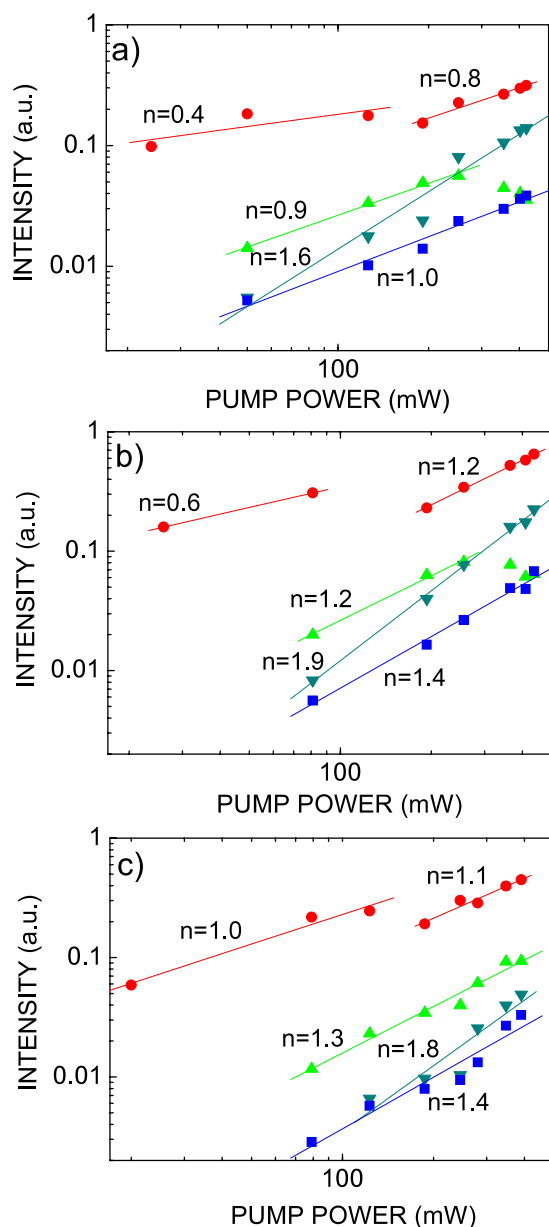 a)
1
0.1
0.01
INTENSITY (a.u.)
n=0.4
n=0.8
n=0.9
n=1.6
n=1.0
100
PUMP POWER (mW)
b)
1
0.1
0.01
INTENSITY (a.u.)
n=0.6
n=1.2
n=1.2
n=1.9
n=1.4
100
PUMP POWER (mW)
c)
1
0.1
0.01
INTENSITY (a.u.)
n=1.0
n=1.1
n=1.3
n=1.8
n=1.4
100
PUMP POWER (mW)